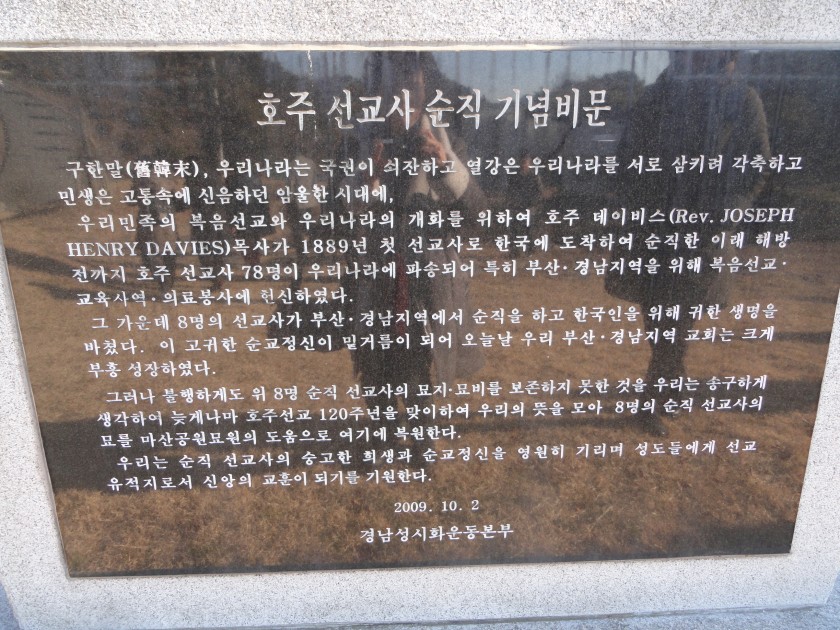 호주 선교사 순직 기념비문
구한말(舊韓末), 우리나라는 국권이 쇠잔하고 열강은 우리나라를 서로 삼키려 각축하고
민생은 고통속에 신음하던 암울한 시대에,
우리민족의 복음선교와 우리나라의 개화를 위하여 호주 데이비스(Rev. JOSEPH
HENRY DAVIES)목사가 1889년 첫 선교사로 한국에 도착하여 순직한 이래 해방
전까지 호주 선교사 78명이 우리나라에 파송되어 특히 부산·경남지역을 위해 복음선교·
교육사역·의료봉사에 헌신하였다.
그 가운데 8명의 선교사가 부산·경남지역에서 순직을 하고 한국인을 위해 귀한 생명을
바쳤다. 이 고귀한 순교정신이 밑거름이 되어 오늘날 우리 부산·경남지역 교회는 크게
부흥 성장하였다.
그러나 불행하게도 위 8명 순직 선교사의 묘지·묘비를 보존하지 못한 것을 우리는 송구하게
생각하여 늦게나마 호주선교 120주년을 맞이하여 우리의 뜻을 모아 8명의 순직 선교사의
묘를 마산공원묘원의 도움으로 여기에 복원한다.
우리는 순직 선교사의 숭고한 희생과 순교정신을 영원히 기리며 성도들에게 선교
유적지로서 신앙의 교훈이 되기를 기원한다.
2009. 10. 2
경남성시화운동본부